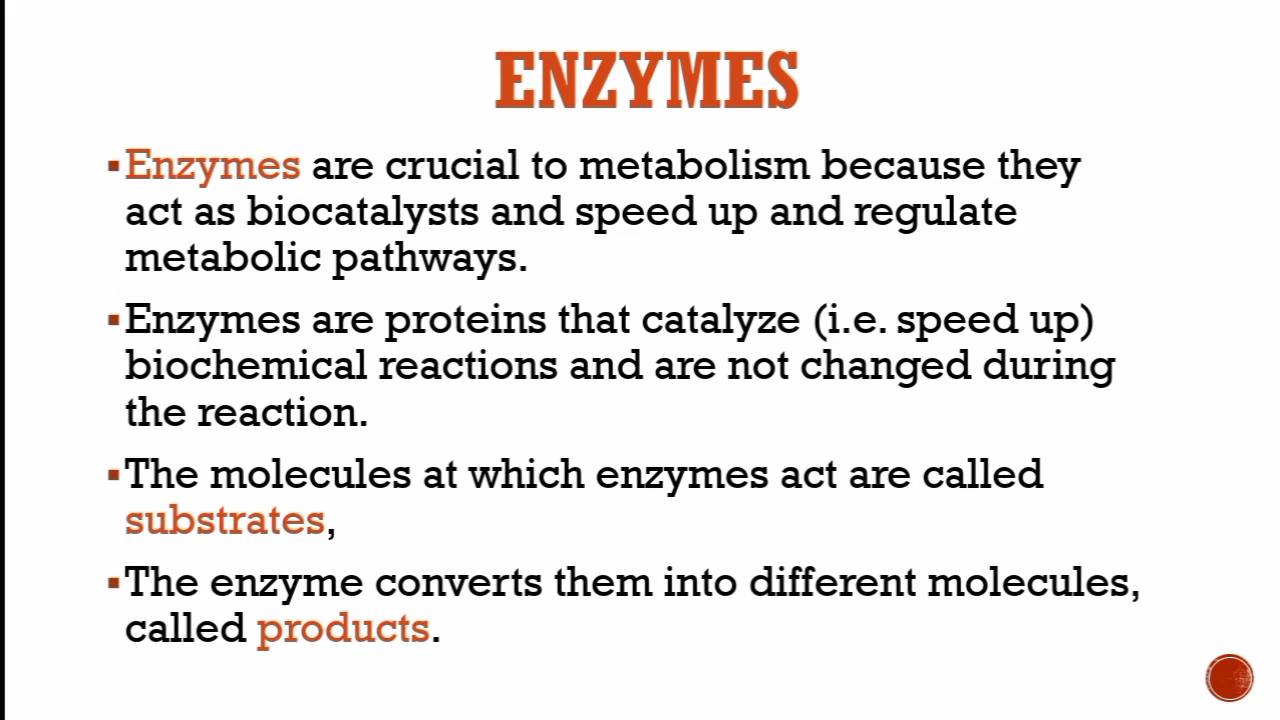 ENZYMES
▪Enzymes are crucial to metabolism because they
act as biocatalysts and speed up and regulate
metabolic pathways.
▪Enzymes are proteins that catalyze (i.e. speed up)
biochemical reactions and are not changed during
the reaction.
▪The molecules at which enzymes act are called
substrates,
▪The enzyme converts them into different molecules,
called products.